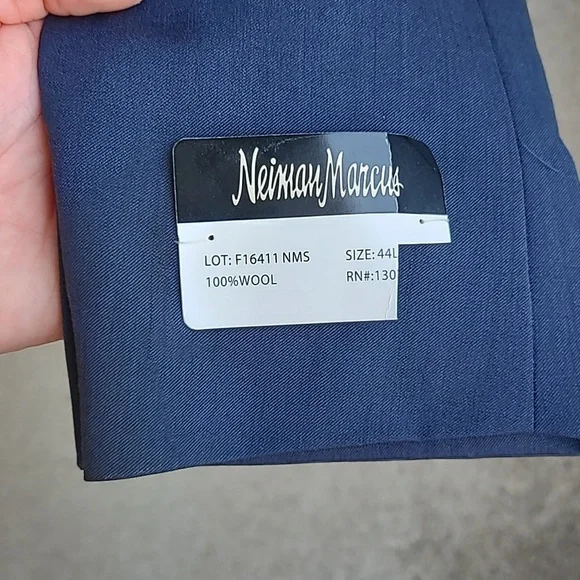 Neiman Marcus
LOT: F16411 NMS SIZE: 44L
100%WOOL RN#:130